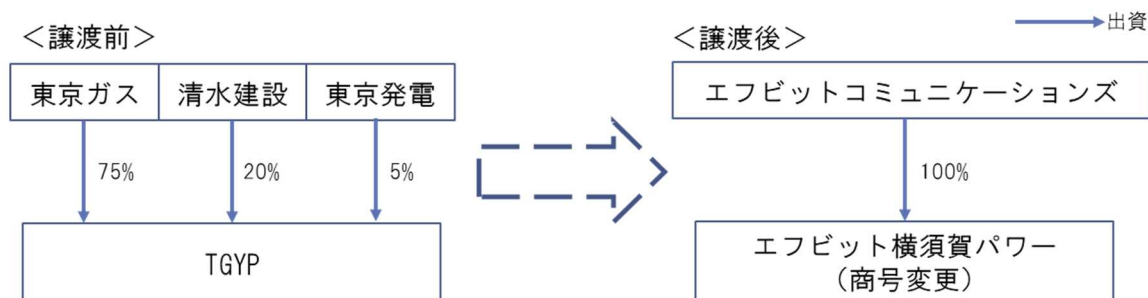 出資
<譲渡前>
東京ガス 清水建設 東京発電
75% 20% 5%
TGYP
<譲渡後>
エフビットコミュニケーションズ
100%
エフビット横須賀パワー
(商号変更)